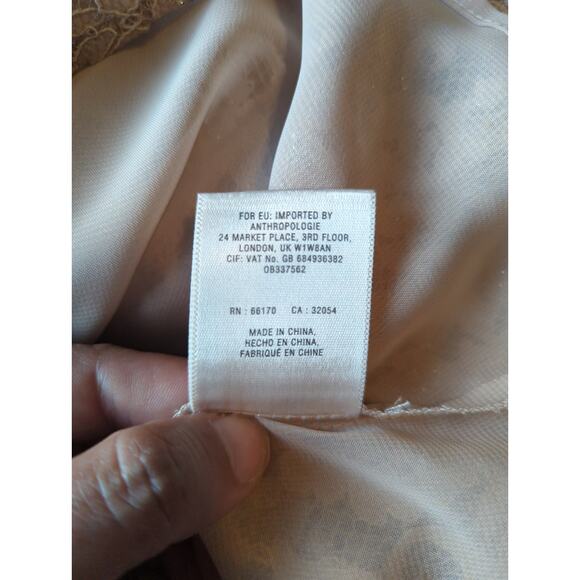 FOR EU: IMPORTED BY
ANTHROPOLOGIE
24 MARKET PLACE, 3RD FLOOR,
LONDON, UK W1W8AN
CIF: VAT No. GB 684936382
OB337562
RN : 66170 CA : 32054
MADE IN CHINA,
HECHO EN CHINA,
FABRIQUÉ EN CHINE